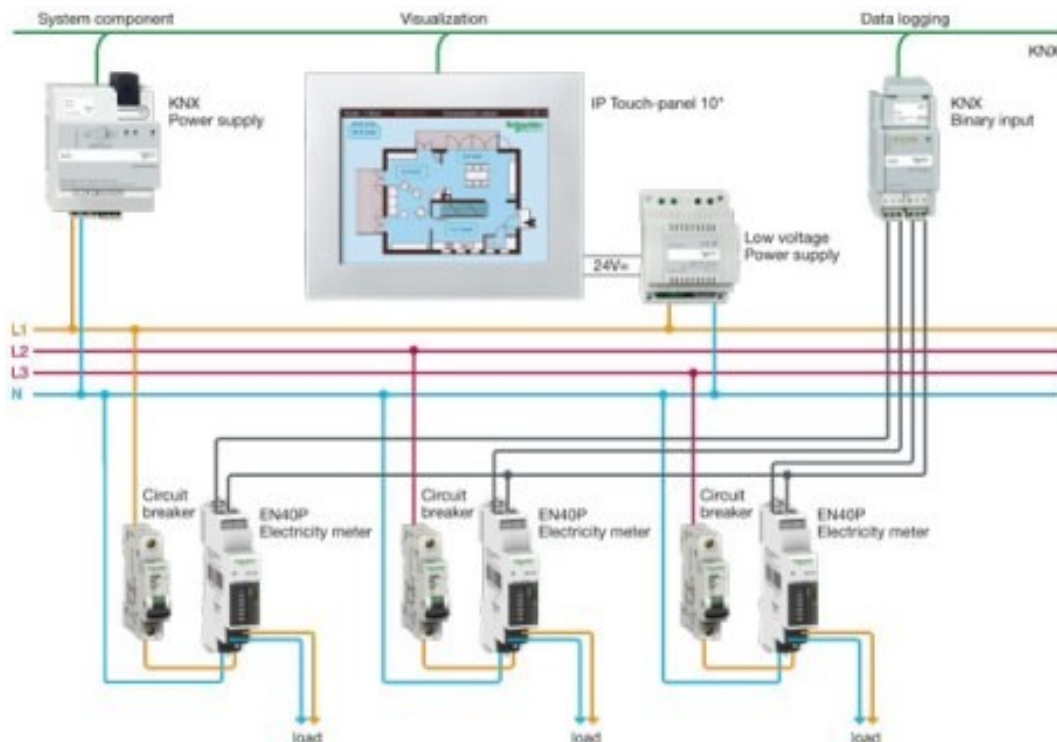 System component
Visualization
Data logging
KNX
KNX
Power supply
IP Touch-panel 10"
KNX
Binary input
Schneider
Low voltage
Power supply
24V=
L1
L2
L3
N
Circuit
breaker
EN40P
Electricity meter
Circuit
breaker
EN40P
Electricity meter
Circuit
breaker
EN40P
Electricity meter
load
load
load